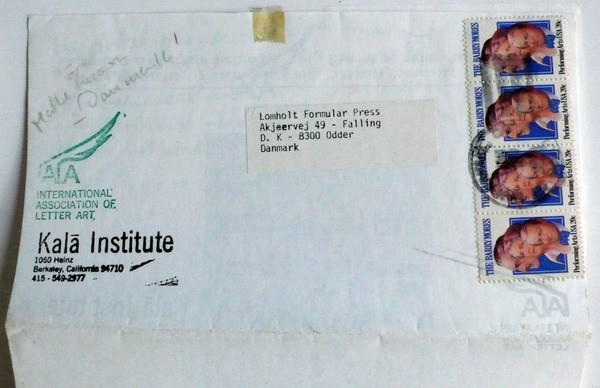 AIA
INTERNATIONAL
ASSOCIATION OF
LETTER ART,
Kalā Institute
1060 Heinz
Berkeley, California 94710
415 - 549-2977
Lomholt Formular Press
Akjeervej 49 - Falling
D. K - 8300 Odder
Danmark
THE BARRYMORES
Performing Arts USA 20c
THE BARRYMORES
Performing Arts USA 20c
THE BARRYMORES
Performing Arts USA 20c
THE BARRYMORES
Performing Arts USA 20c